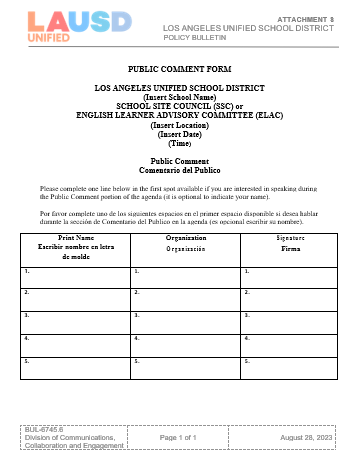 LAUSD
UNIFIED
ATTACHMENT 8
LOS ANGELES UNIFIED SCHOOL DISTRICT
POLICY BULLETIN
PUBLIC COMMENT FORM
LOS ANGELES UNIFIED SCHOOL DISTRICT
(Insert School Name)
SCHOOL SITE COUNCIL (SSC) or
ENGLISH LEARNER ADVISORY COMMITTEE (ELAC)
(Insert Location)
(Insert Date)
(Time)
Public Comment
Comentario del Publico
Please complete one line below in the first spot available if you are interested in speaking during
the Public Comment portion of the agenda (it is optional to indicate your name).
Por favor complete uno de los siguientes espacios en el primer espacio disponible si desea hablar
durante la sección de Comentario del Publico en la agenda (es opcional escribir su nombre).
Print Name Organization Signature
Escribir nombre en letra Organización Firma
de molde
1. 1. 1.
2. 2. 2.
3. 3. 3.
4. 4. 4.
5. 5. 5.
BUL-6745.6
Division of Communications, Page 1 of 1 August 28, 2023
Collaboration and Engagement